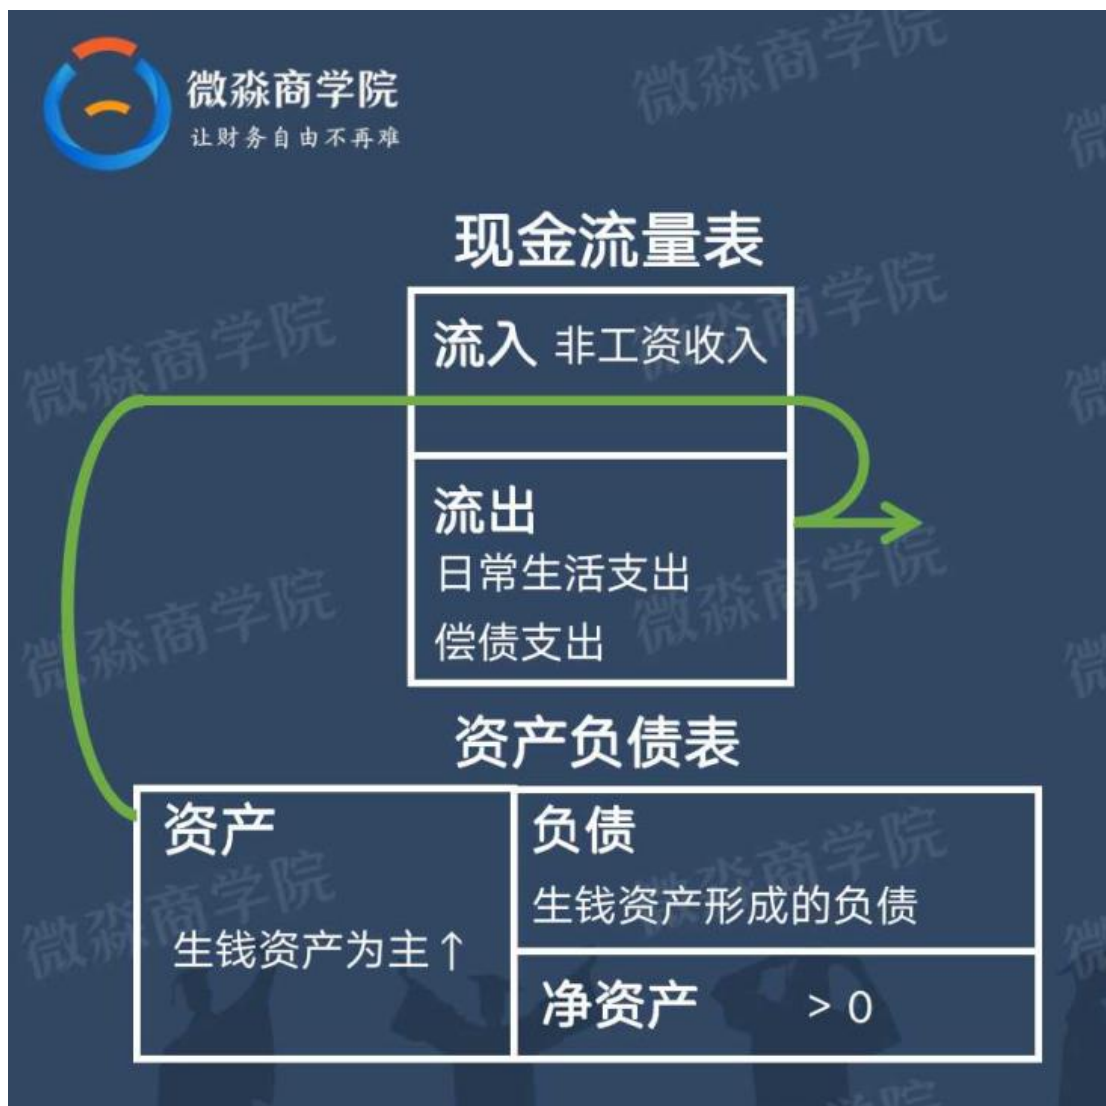 微淼商学院
让财务自由不再难
现金流量表
流入 非工资收入
流出
日常生活支出
偿债支出
资产负债表
资产
生钱资产为主↑
负债
生钱资产形成的负债
净资产 > 0